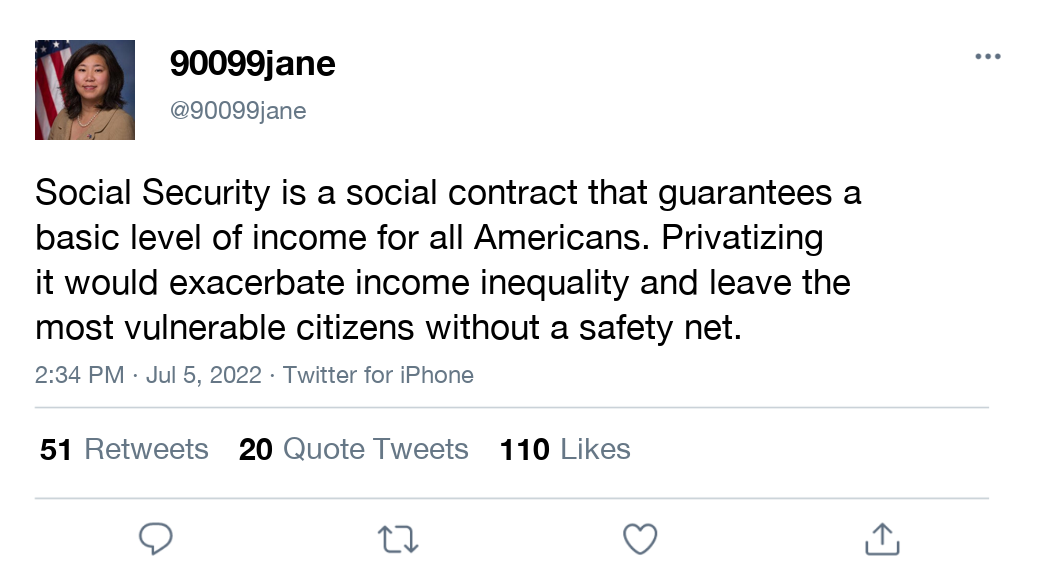 90099jane
@90099jane
Social Security is a social contract that guarantees a
basic level of income for all Americans. Privatizing
it would exacerbate income inequality and leave the
most vulnerable citizens without a safety net.
2:34 PM · Jul 5, 2022 · Twitter for iPhone
51 Retweets 20 Quote Tweets 110 Likes